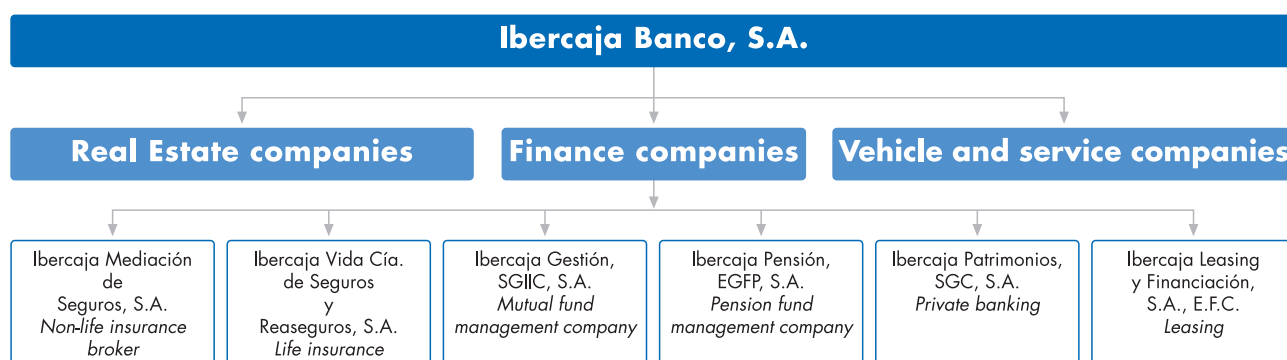 Ibercaja Banco, S.A.
Real Estate companies
Finance companies
Vehicle and service companies
Ibercaja Mediación
de
Seguros, S.A.
Non-life insurance
broker
Ibercaja Vida Cía.
de Seguros
y
Reaseguros, S.A.
Life insurance
Ibercaja Gestión,
SGIIC, S.A.
Mutual fund
management company
Ibercaja Pensión,
EGFP, S.A.
Pension fund
management company
Ibercaja Patrimonios,
SGC, S.A.
Private banking
Ibercaja Leasing
y Financiación,
S.A., E.F.C.
Leasing